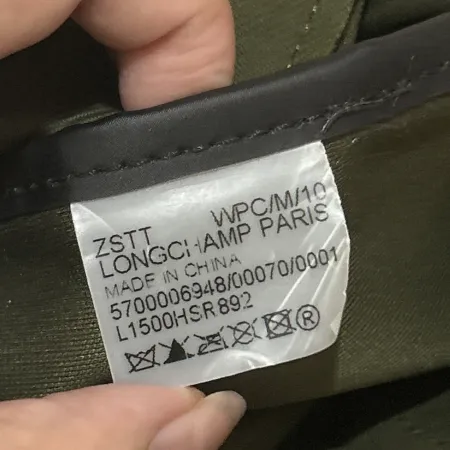 ZSTT WPC/M/10
LONGCHAMP PARIS
MADE IN CHINA
5700006948/00070/0001
L1500HSR892
®